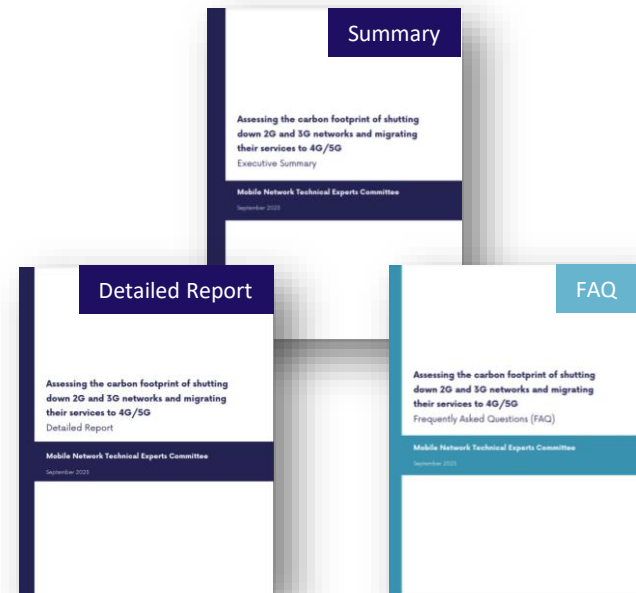 Summary
Assessing the carbon footprint of shutting
down 2G and 3G networks and migrating
their services to 4G/5G
Executive Summary
Mobile Network Technical Experts Committee
September 2023
Detailed Report
Assessing the carbon footprint of shutting
down 2G and 3G networks and migrating
their services to 4G/5G
Detailed Report
Mobile Network Technical Experts Committee
September 2023
FAQ
Assessing the carbon footprint of shutting
down 2G and 3G networks and migrating
their services to 4G/5G
Frequently Asked Questions (FAQ)
Mobile Network Technical Experts Committee
September 2023